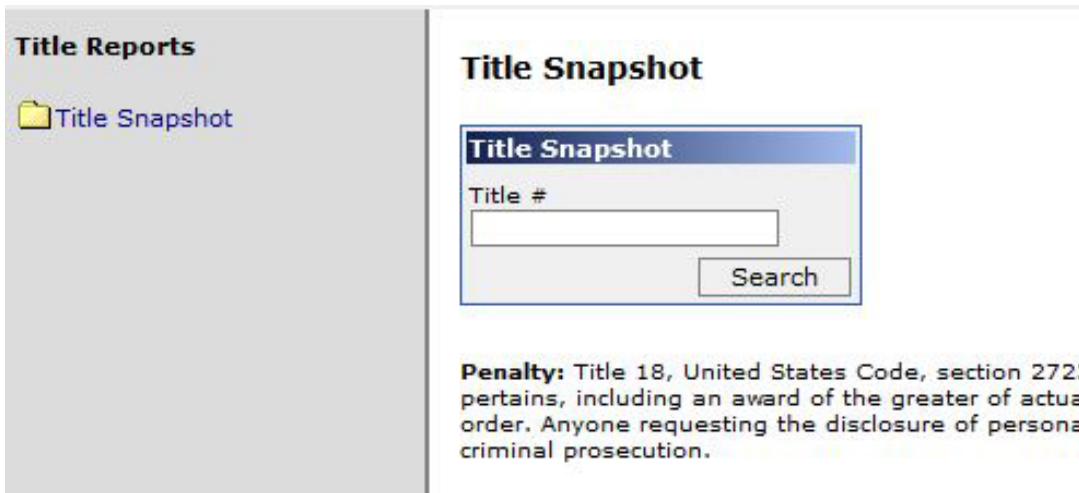 Title Reports
Title Snapshot
Title Snapshot
Title Snapshot
Title #
Search
Penalty: Title 18, United States Code, section
pertains, including an award of the greater of
order. Anyone requesting the disclosure of
criminal prosecution.